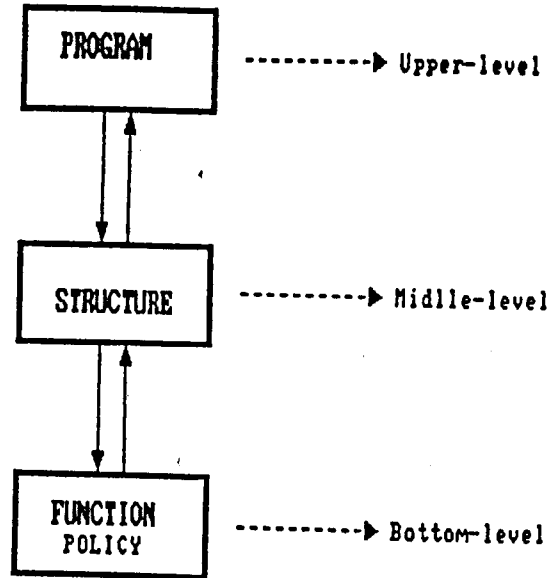 PROGRAM
Upper-level
STRUCTURE
Midlle-level
FUNCTION
POLICY
Bottom-level